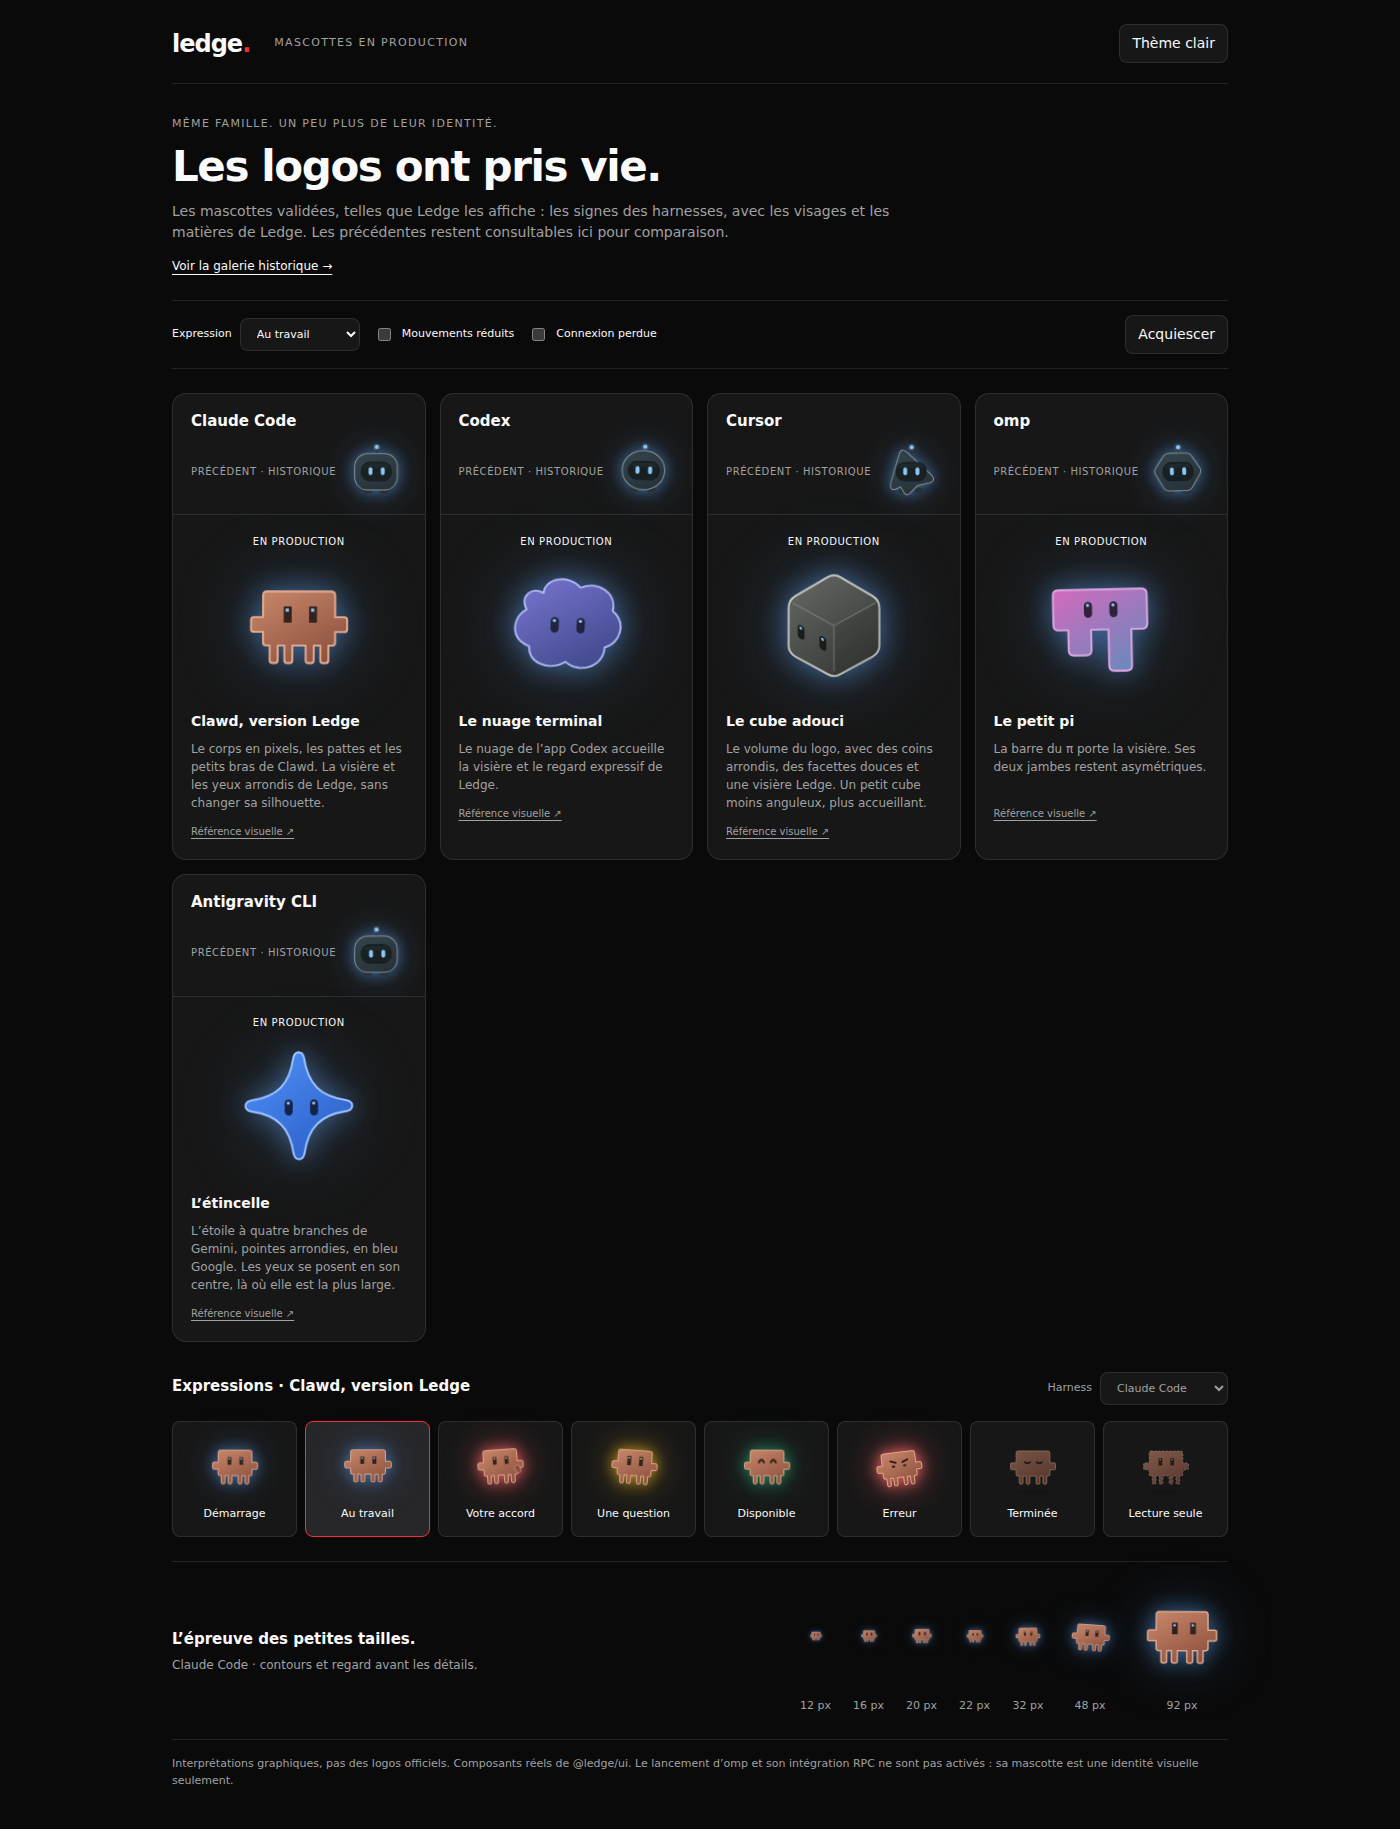 ledge.
MASCOTTES EN PRODUCTION
Thème clair
MÊME FAMILLE. UN PEU PLUS DE LEUR IDENTITÉ.
Les logos ont pris vie.
Les mascottes validées, telles que Ledge les affiche : les signes des harnesses, avec les visages et les
matières de Ledge. Les précédentes restent consultables ici pour comparaison.
Voir la galerie historique →
Expression
Au travail
Mouvements réduits
Connexion perdue
Acquiescer
Claude Code
PRÉCÉDENT · HISTORIQUE
EN PRODUCTION
Clawd, version Ledge
Le corps en pixels, les pattes et les
petits bras de Clawd. La visière et
les yeux arrondis de Ledge, sans
changer sa silhouette.
Référence visuelle ↗
Codex
PRÉCÉDENT · HISTORIQUE
EN PRODUCTION
Le nuage terminal
Le nuage de l’app Codex accueille
la visière et le regard expressif de
Ledge.
Référence visuelle ↗
Cursor
PRÉCÉDENT · HISTORIQUE
EN PRODUCTION
Le cube adouci
Le volume du logo, avec des coins
arrondis, des facettes douces et
une visière Ledge. Un petit cube
moins anguleux, plus accueillant.
Référence visuelle ↗
omp
PRÉCÉDENT · HISTORIQUE
EN PRODUCTION
Le petit pi
La barre du π porte la visière. Ses
deux jambes restent asymétriques.
Référence visuelle ↗
Antigravity CLI
PRÉCÉDENT · HISTORIQUE
EN PRODUCTION
L’étincelle
L’étoile à quatre branches de
Gemini, pointes arrondies, en bleu
Google. Les yeux se posent en son
centre, là où elle est la plus large.
Référence visuelle ↗
Expressions · Clawd, version Ledge
Harness
Claude Code
Démarrage
Au travail
Votre accord
Une question
Disponible
Erreur
Terminée
Lecture seule
L’épreuve des petites tailles.
Claude Code · contours et regard avant les détails.
12 px
16 px
20 px
22 px
32 px
48 px
92 px
Interprétations graphiques, pas des logos officiels. Composants réels de @ledge/ui. Le lancement d’omp et son intégration RPC ne sont pas activés : sa mascotte est une identité visuelle
seulement.